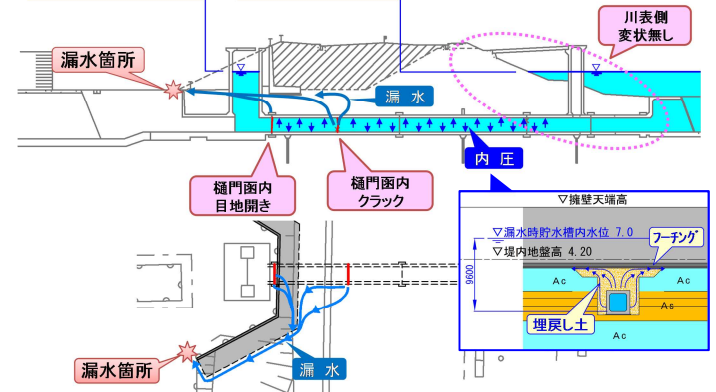 川表側
変状無し
漏水箇所
漏 水
内 圧
樋門函内
目地開き
樋門函内
クラック
▽擁壁天端高
▽漏水時貯水槽内水位 7.0
フーチング
▽堤内地盤高 4.20
9600
Ac
Ac
As
As
埋戻し土
Ac
漏水箇所
漏 水